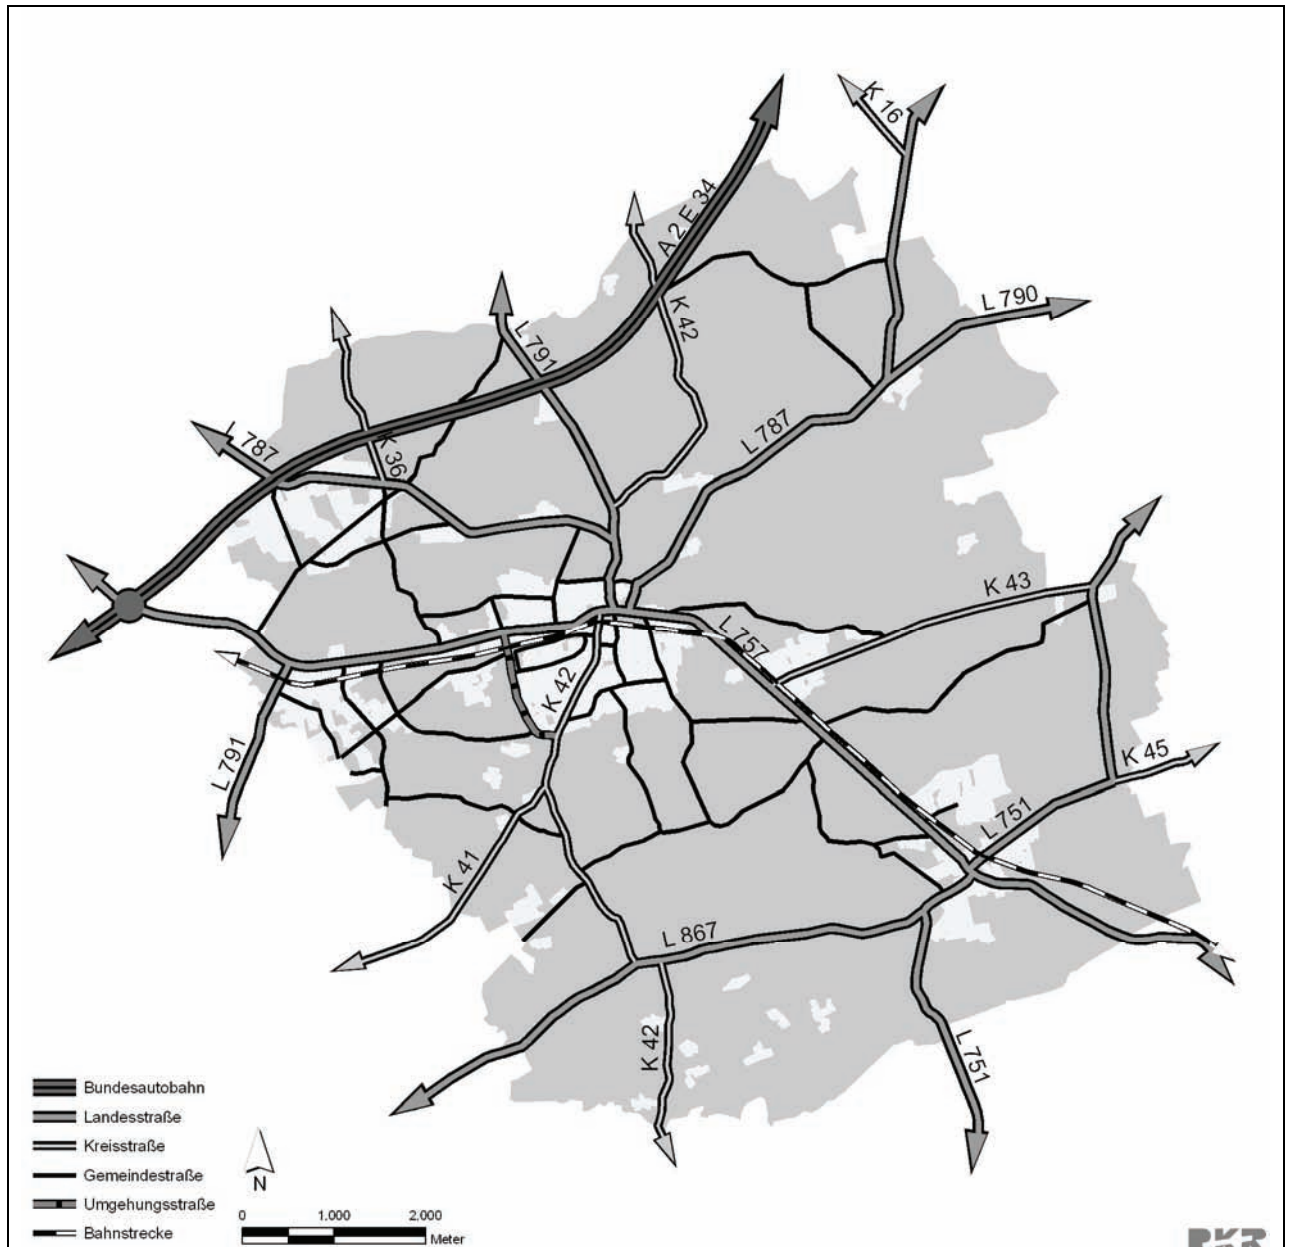 K 16
A 2 E 34
L 790
K 42
L 791
L 787
L 787
K 36
K 43
L 757
K 42
L 791
K 45
L 751
K 41
L 867
K 42
L 751
Bundesautobahn
Landesstraße
Kreisstraße
Gemeindestraße
Umgehungsstraße
Bahnstrecke
N
0 1.000 2.000
Meter